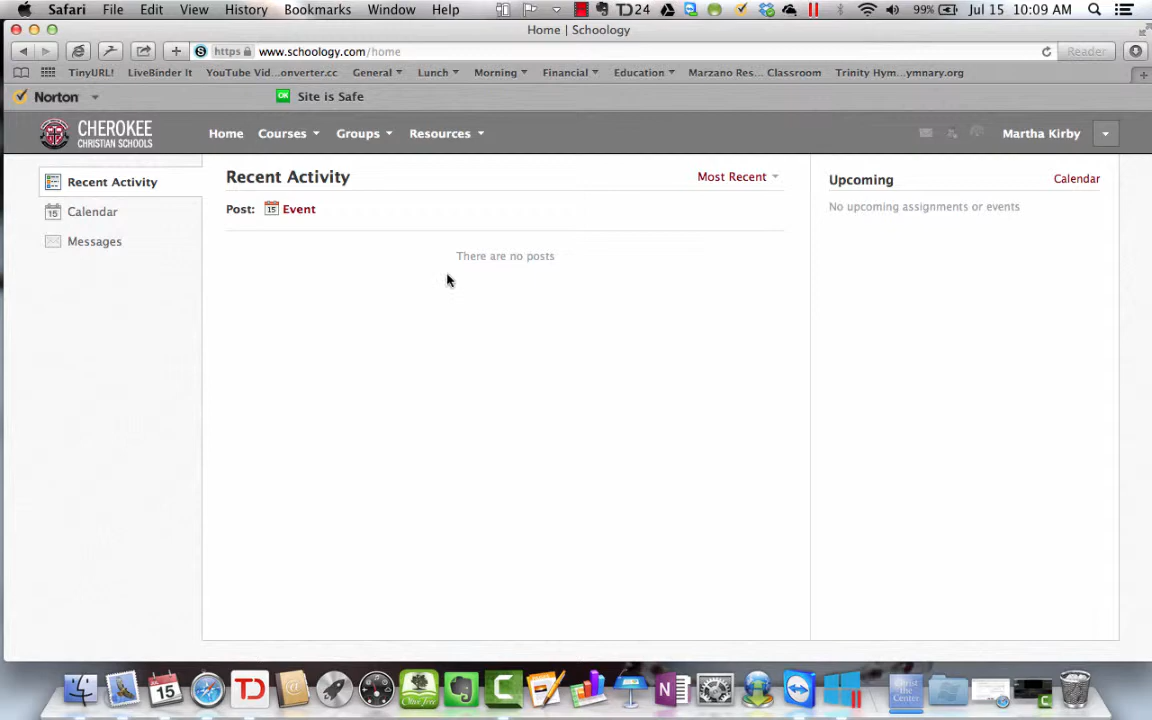 Safari File Edit View History Bookmarks Window Help 24 99% Jul 15 10:09 AM
Home | Schoology
https www.schoology.com/home Reader
TinyURL! LiveBinder It YouTube Vid...onverter.cc General Lunch Morning Financial Education Marzano Res... Classroom Trinity Hym...ymnary.org
Norton OK Site is Safe
CHEROKEE
CHRISTIAN SCHOOLS
Home Courses Groups Resources Martha Kirby
Recent Activity
Calendar
Messages
Recent Activity Most Recent
Post: 15 Event
There are no posts
Upcoming Calendar
No upcoming assignments or events